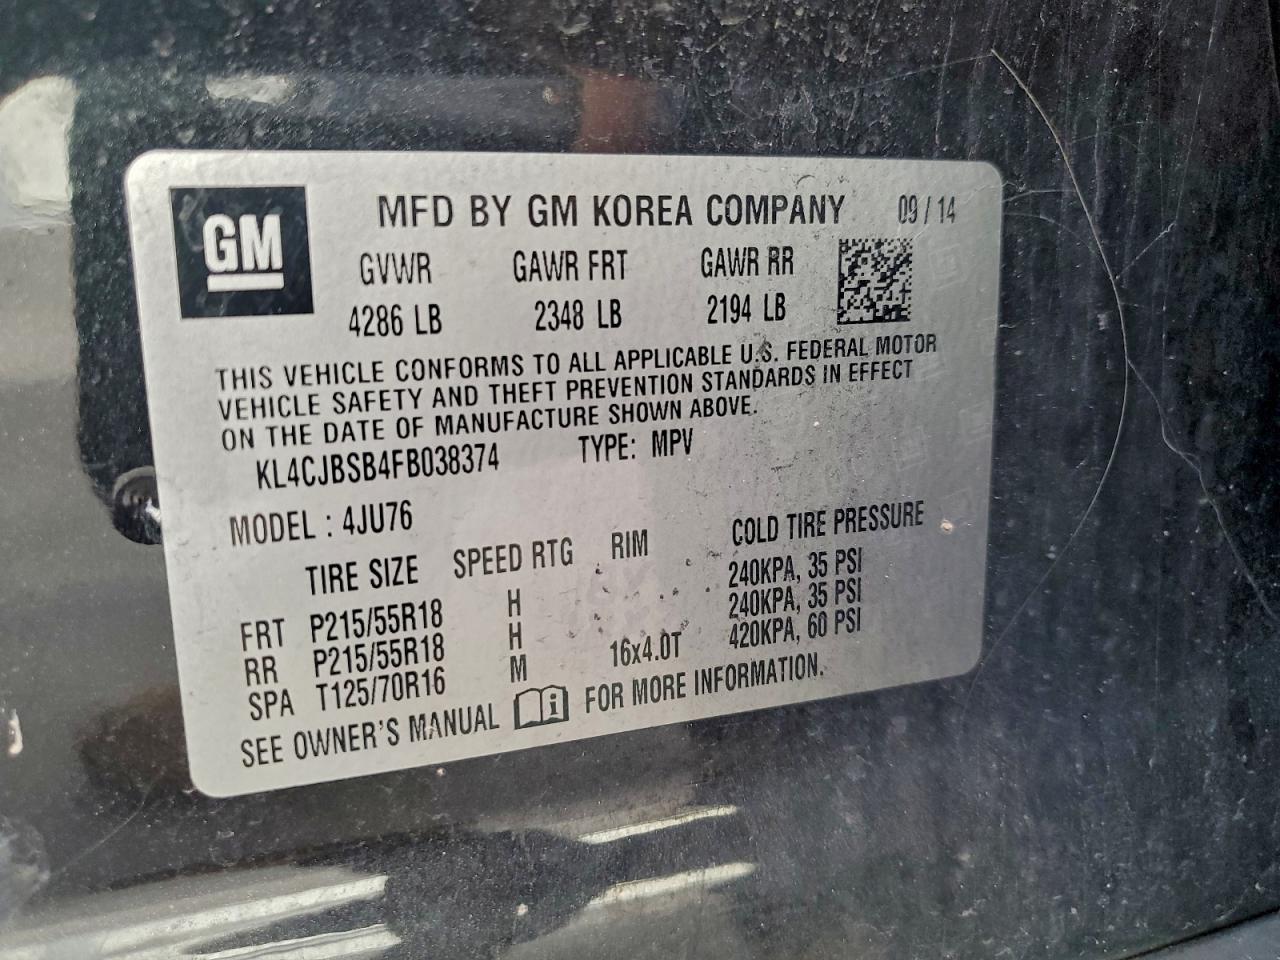 GM
MFD BY GM KOREA COMPANY 09 / 14
GVWR GAWR FRT GAWR RR
4286 LB 2348 LB 2194 LB
THIS VEHICLE CONFORMS TO ALL APPLICABLE U.S. FEDERAL MOTOR
VEHICLE SAFETY AND THEFT PREVENTION STANDARDS IN EFFECT
ON THE DATE OF MANUFACTURE SHOWN ABOVE.
KL4CJBSB4FB038374 TYPE: MPV
MODEL : 4JU76
TIRE SIZE SPEED RTG RIM COLD TIRE PRESSURE
FRT P215/55R18 H 240KPA, 35 PSI
RR P215/55R18 H 240KPA, 35 PSI
SPA T125/70R16 M 16x4.0T 420KPA, 60 PSI
SEE OWNER'S MANUAL i FOR MORE INFORMATION.